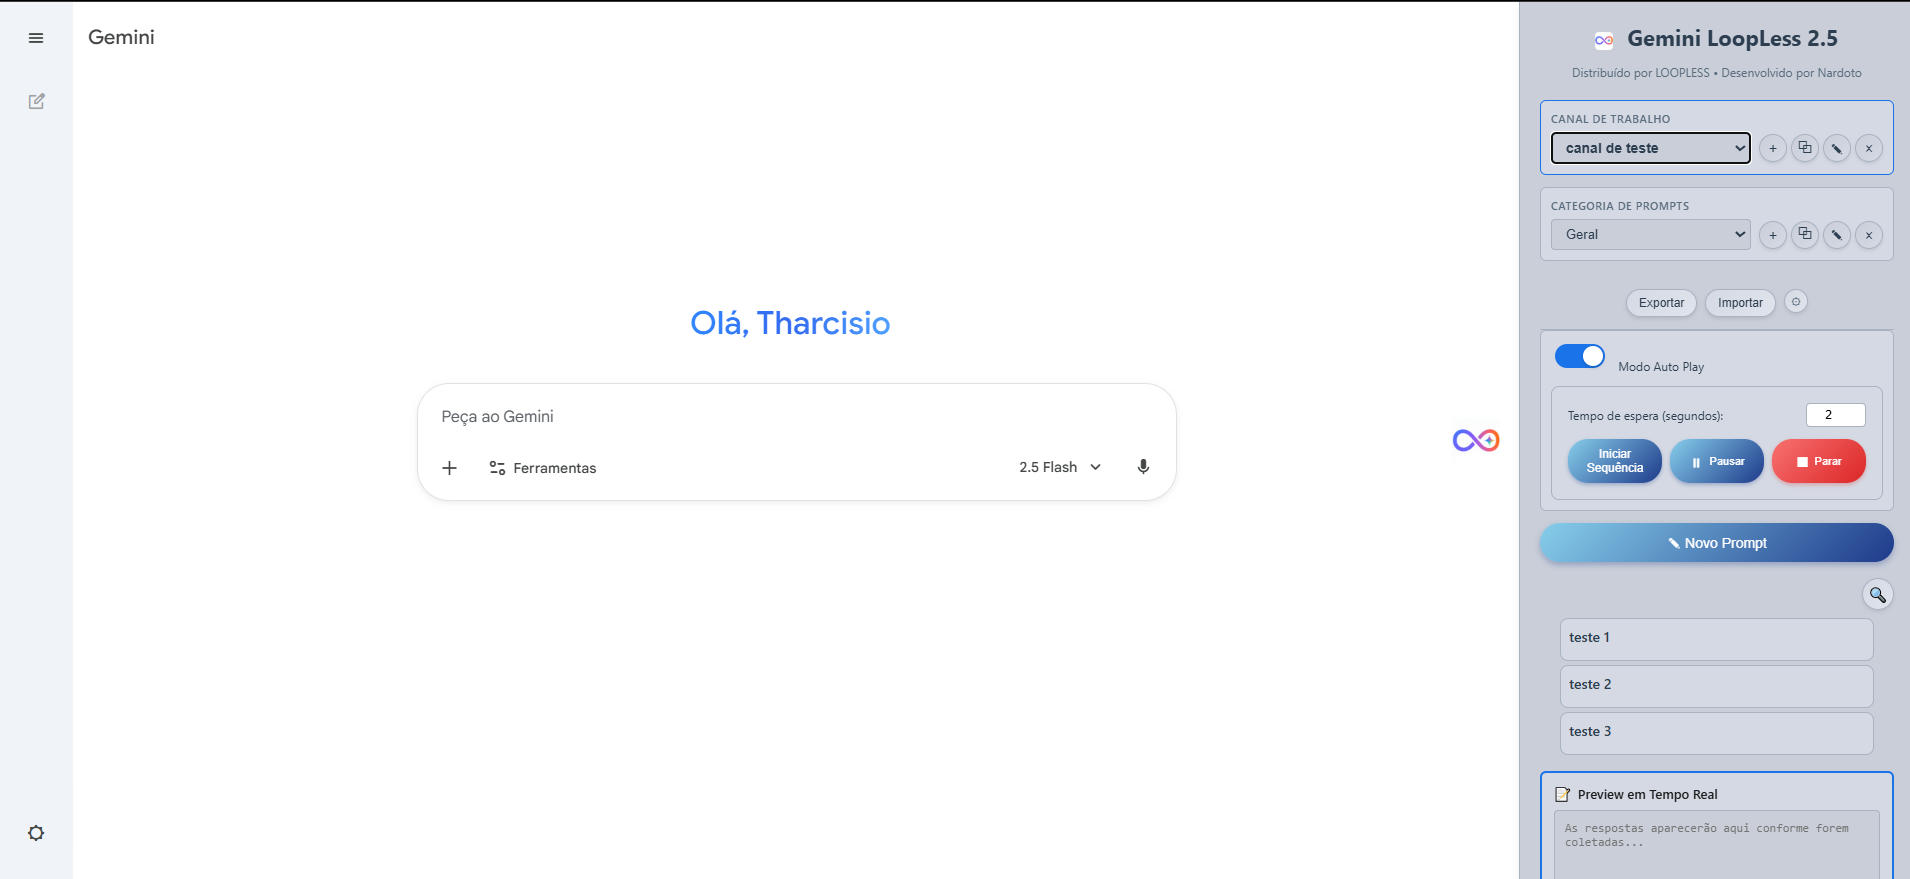 Gemini
Olá, Tharcisio
Peça ao Gemini
Ferramentas
2.5 Flash
Gemini LoopLess 2.5
Distribuído por LOOPLESS • Desenvolvido por Nardoto
CANAL DE TRABALHO
canal de teste
+
x
CATEGORIA DE PROMPTS
Geral
+
x
Exportar
Importar
Modo Auto Play
Tempo de espera (segundos):
2
Iniciar
Sequência
Pausar
Parar
Novo Prompt
teste 1
teste 2
teste 3
Preview em Tempo Real
As respostas aparecerão aqui conforme forem
coletadas...